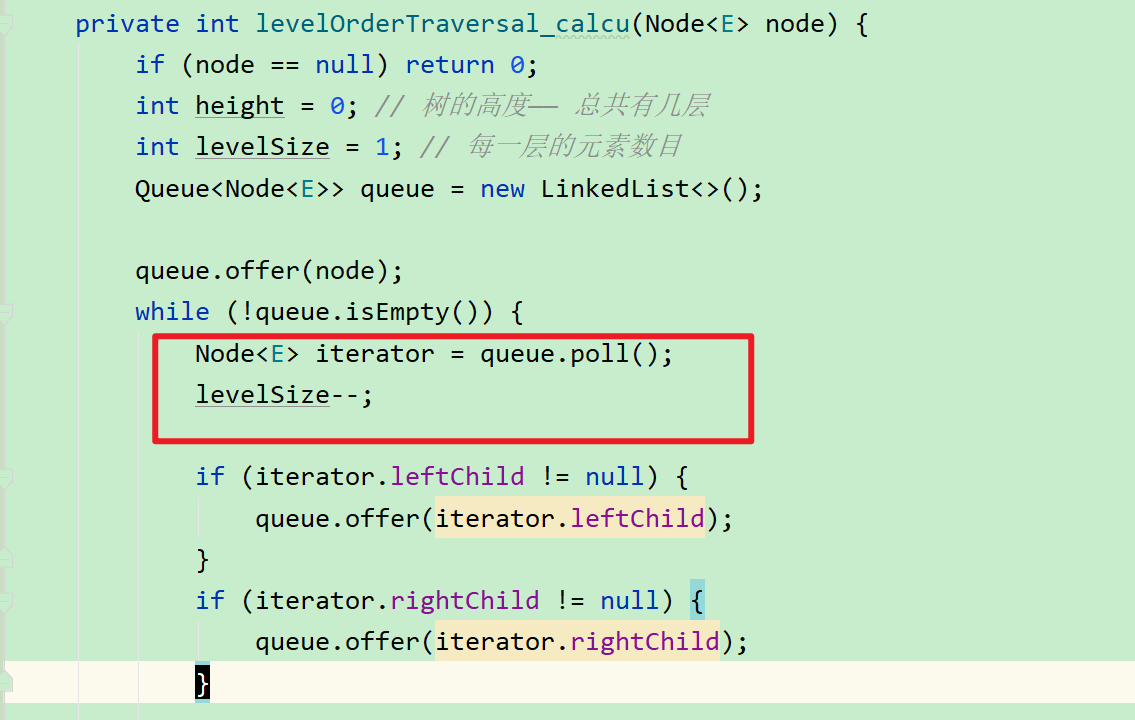 private int levelOrderTraversal_calcu(Node<E> node) {
if (node == null) return 0;
int height = 0; // 树的高度—— 总共有几层
int levelSize = 1; // 每一层的元素数目
Queue<Node<E>> queue = new LinkedList<>();
queue.offer(node);
while (!queue.isEmpty()) {
Node<E> iterator = queue.poll();
levelSize--;
if (iterator.leftChild != null) {
queue.offer(iterator.leftChild);
}
if (iterator.rightChild != null) {
queue.offer(iterator.rightChild);
}